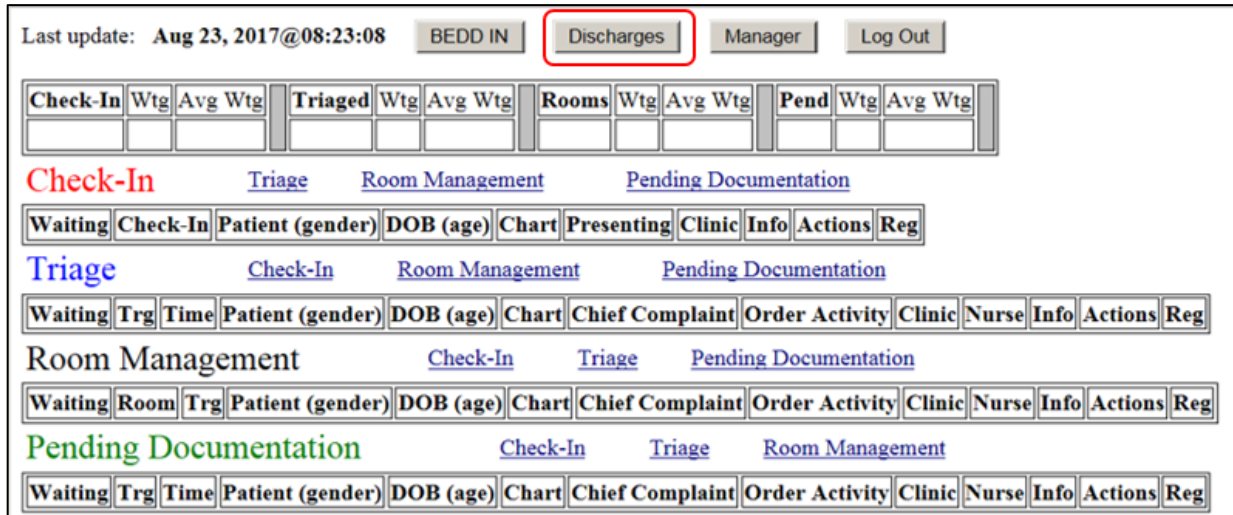 Last update: Aug 23, 2017@08:23:08 BEDD IN Discharges Manager Log Out
Check-In Wtg Avg Wtg Triaged Wtg Avg Wtg Rooms Wtg Avg Wtg Pend Wtg Avg Wtg
Check-In Triage Room Management Pending Documentation
Waiting Check-In Patient (gender) DOB (age) Chart Presenting Clinic Info Actions Reg
Triage Check-In Room Management Pending Documentation
Waiting Trg Time Patient (gender) DOB (age) Chart Chief Complaint Order Activity Clinic Nurse Info Actions Reg
Room Management Check-In Triage Pending Documentation
Waiting Room Trg Patient (gender) DOB (age) Chart Chief Complaint Order Activity Clinic Nurse Info Actions Reg
Pending Documentation Check-In Triage Room Management
Waiting Trg Time Patient (gender) DOB (age) Chart Chief Complaint Order Activity Clinic Nurse Info Actions Reg